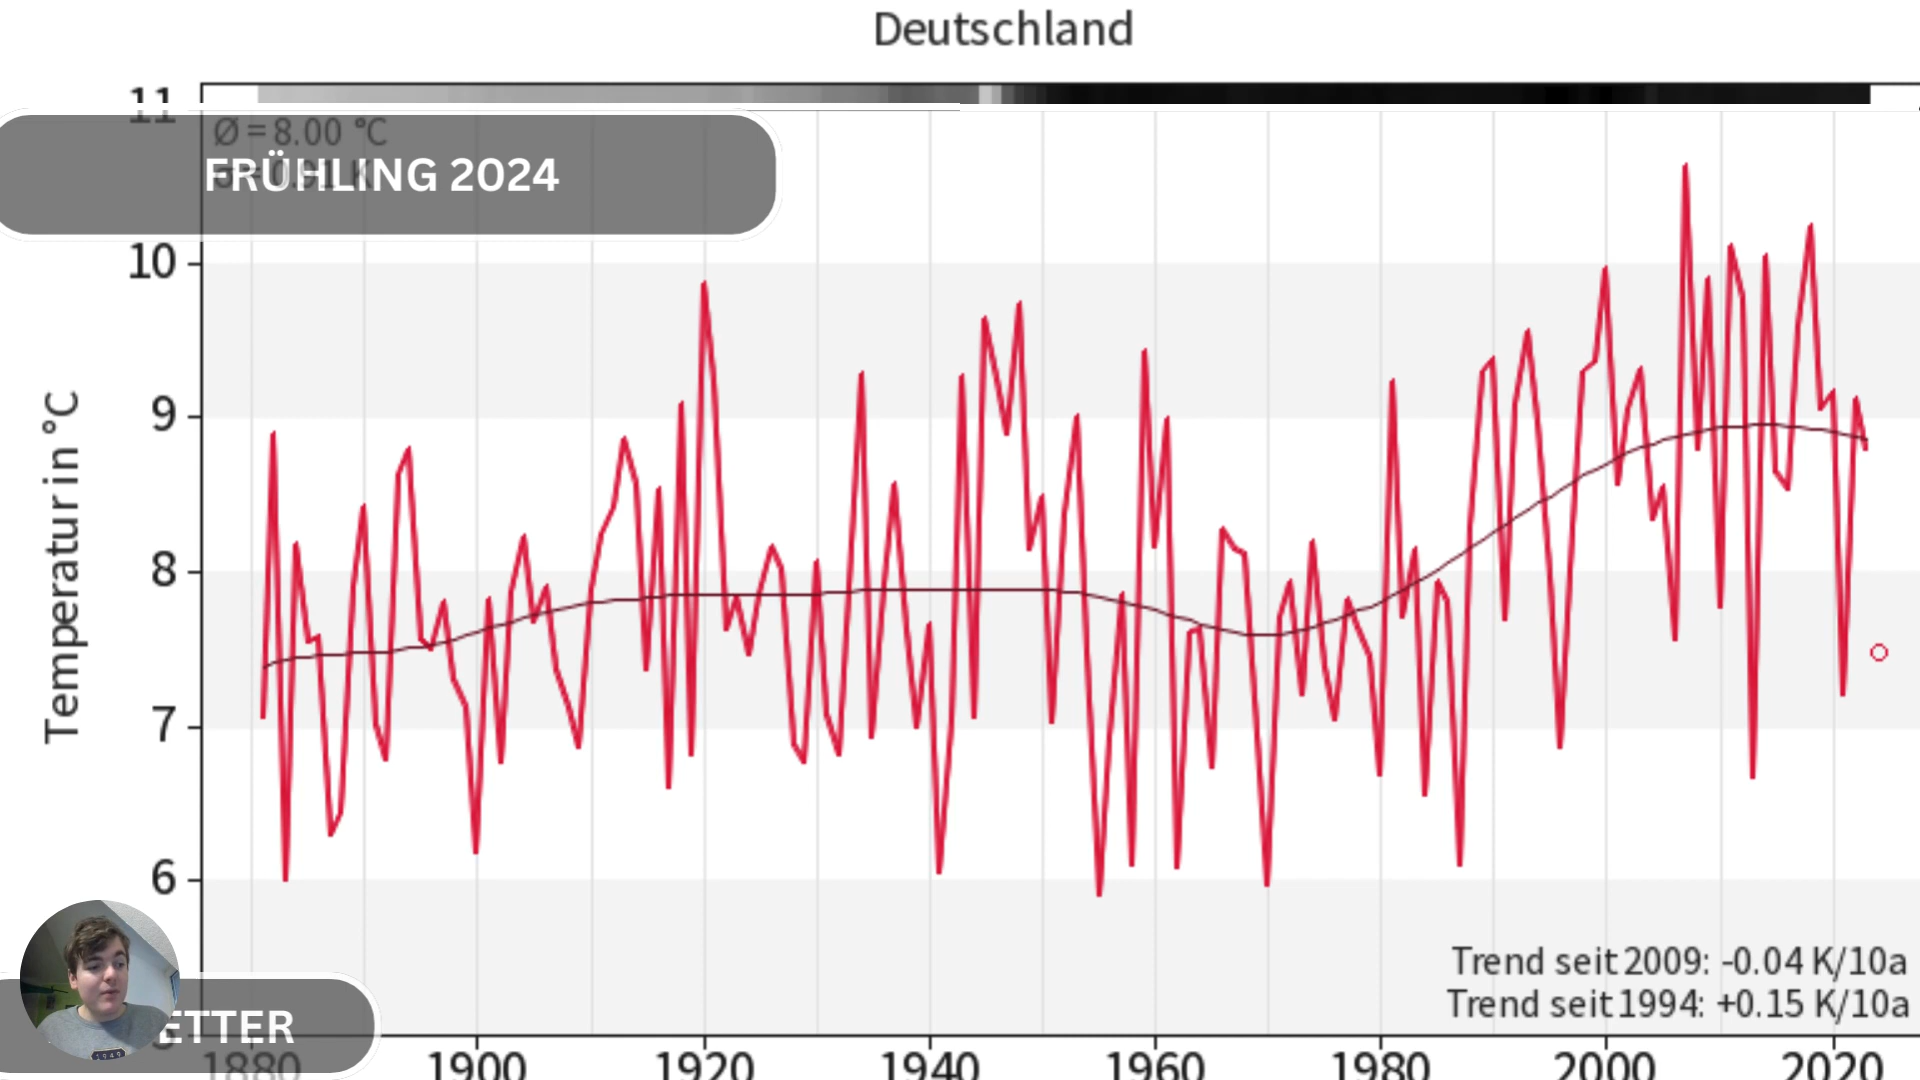 Deutschland
11
Ø = 8.00 °C
FRÜHLING 2024
10
9
8
7
6
Temperatur in °C
Trend seit 2009: -0.04 K/10a
Trend seit 1994: +0.15 K/10a
ETTER
1880 1900 1920 1940 1960 1980 2000 2020